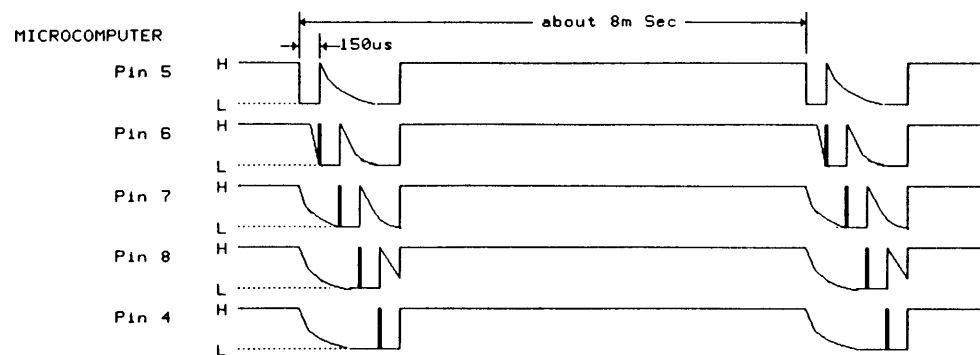 about 8m Sec
MICROCOMPUTER
150us
Pin 5
H
L
Pin 6
H
L
Pin 7
H
L
Pin 8
H
L
Pin 4
H
L